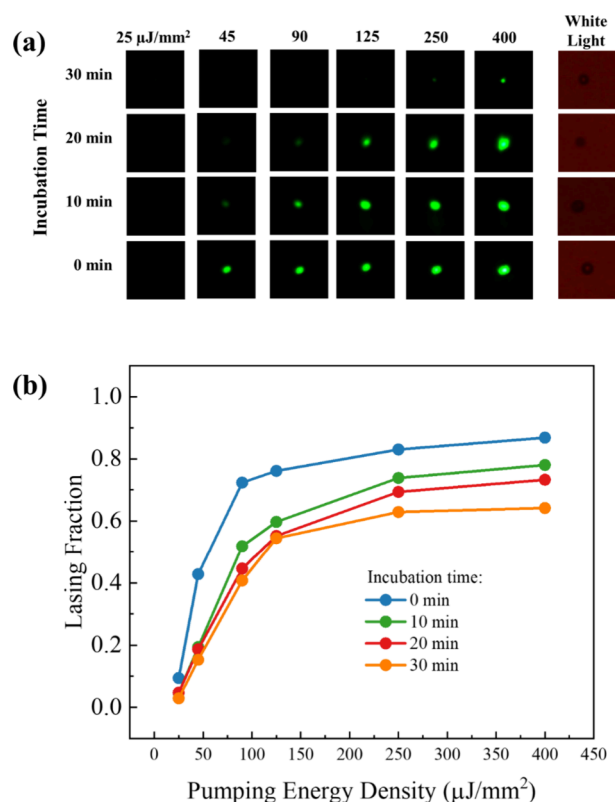 (a)
25 μJ/mm² 45 90 125 250 400 White Light
Incubation Time
30 min
20 min
10 min
0 min
(b)
Lasing Fraction
1.0
0.8
0.6
0.4
0.2
0.0
Incubation time:
0 min
10 min
20 min
30 min
0 50 100 150 200 250 300 350 400 450
Pumping Energy Density (μJ/mm²)